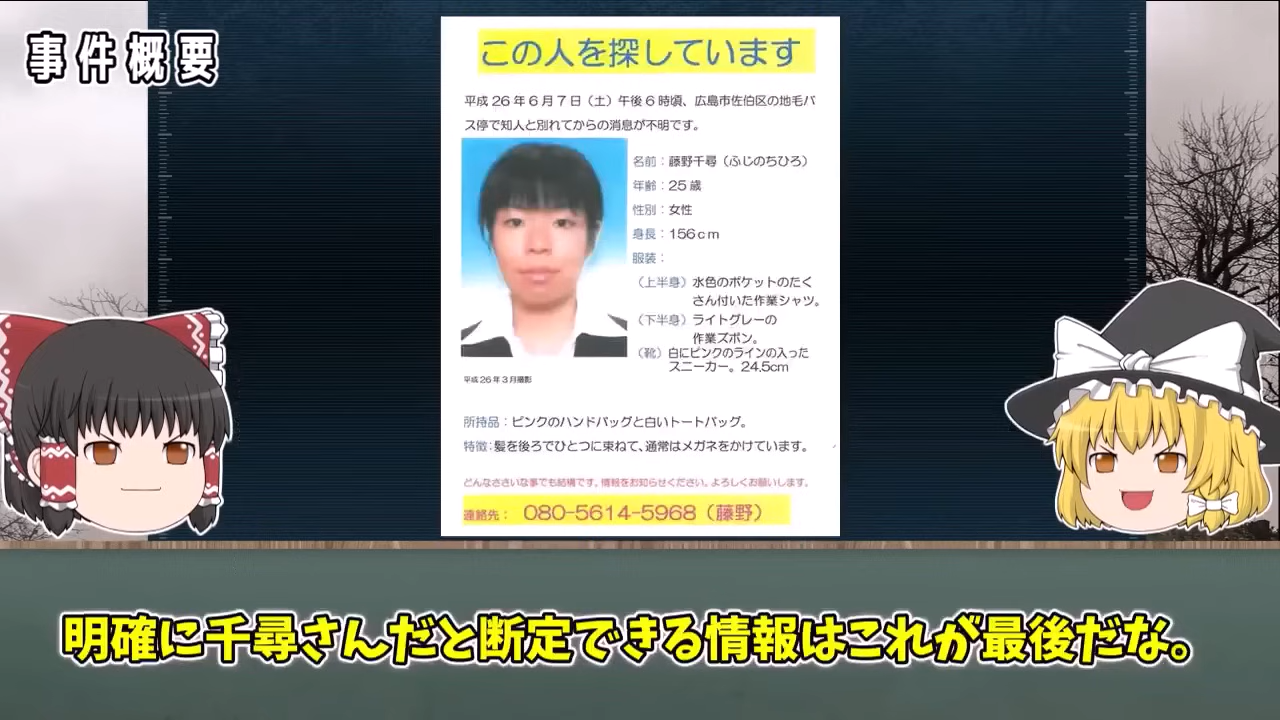 事件概要
この人を探しています
平成26年6月7日（土）午後6時頃、広島市佐伯区の地毛バ
ス停で知人と別れてからの消息が不明です。
名前：藤野千尋（ふじのちひろ）
年齢：25歳
性別：女性
身長：156cm
服装：
（上半身）水色のポケットのたく
さん付いた作業シャツ。
（下半身）ライトグレーの
作業ズボン。
（靴）白にピンクのラインの入った
スニーカー。24.5cm
平成26年3月撮影
所持品：ピンクのハンドバッグと白いトートバッグ。
特徴：髪を後ろでひとつに束ねて、通常はメガネをかけています。
どんなささいな事でも結構です。情報をお知らせください。よろしくお願いします。
連絡先：080-5614-5968（藤野）
明確に千尋さんだと断定できる情報はこれが最後だな。